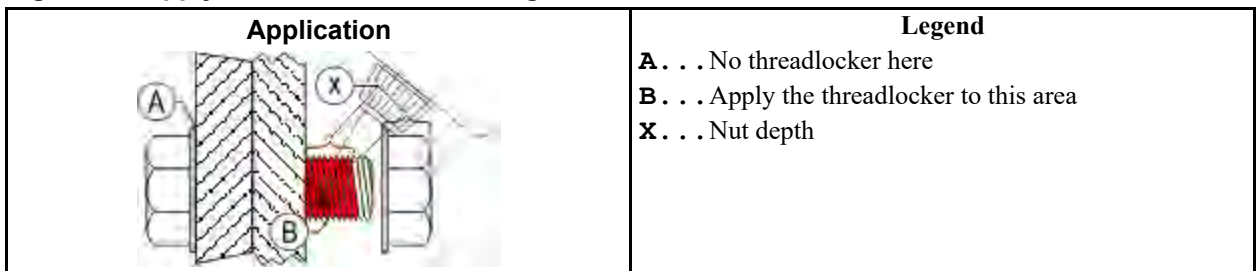 Application
Legend
A...No threadlocker here
B...Apply the threadlocker to this area
X...Nut depth
A
X
B